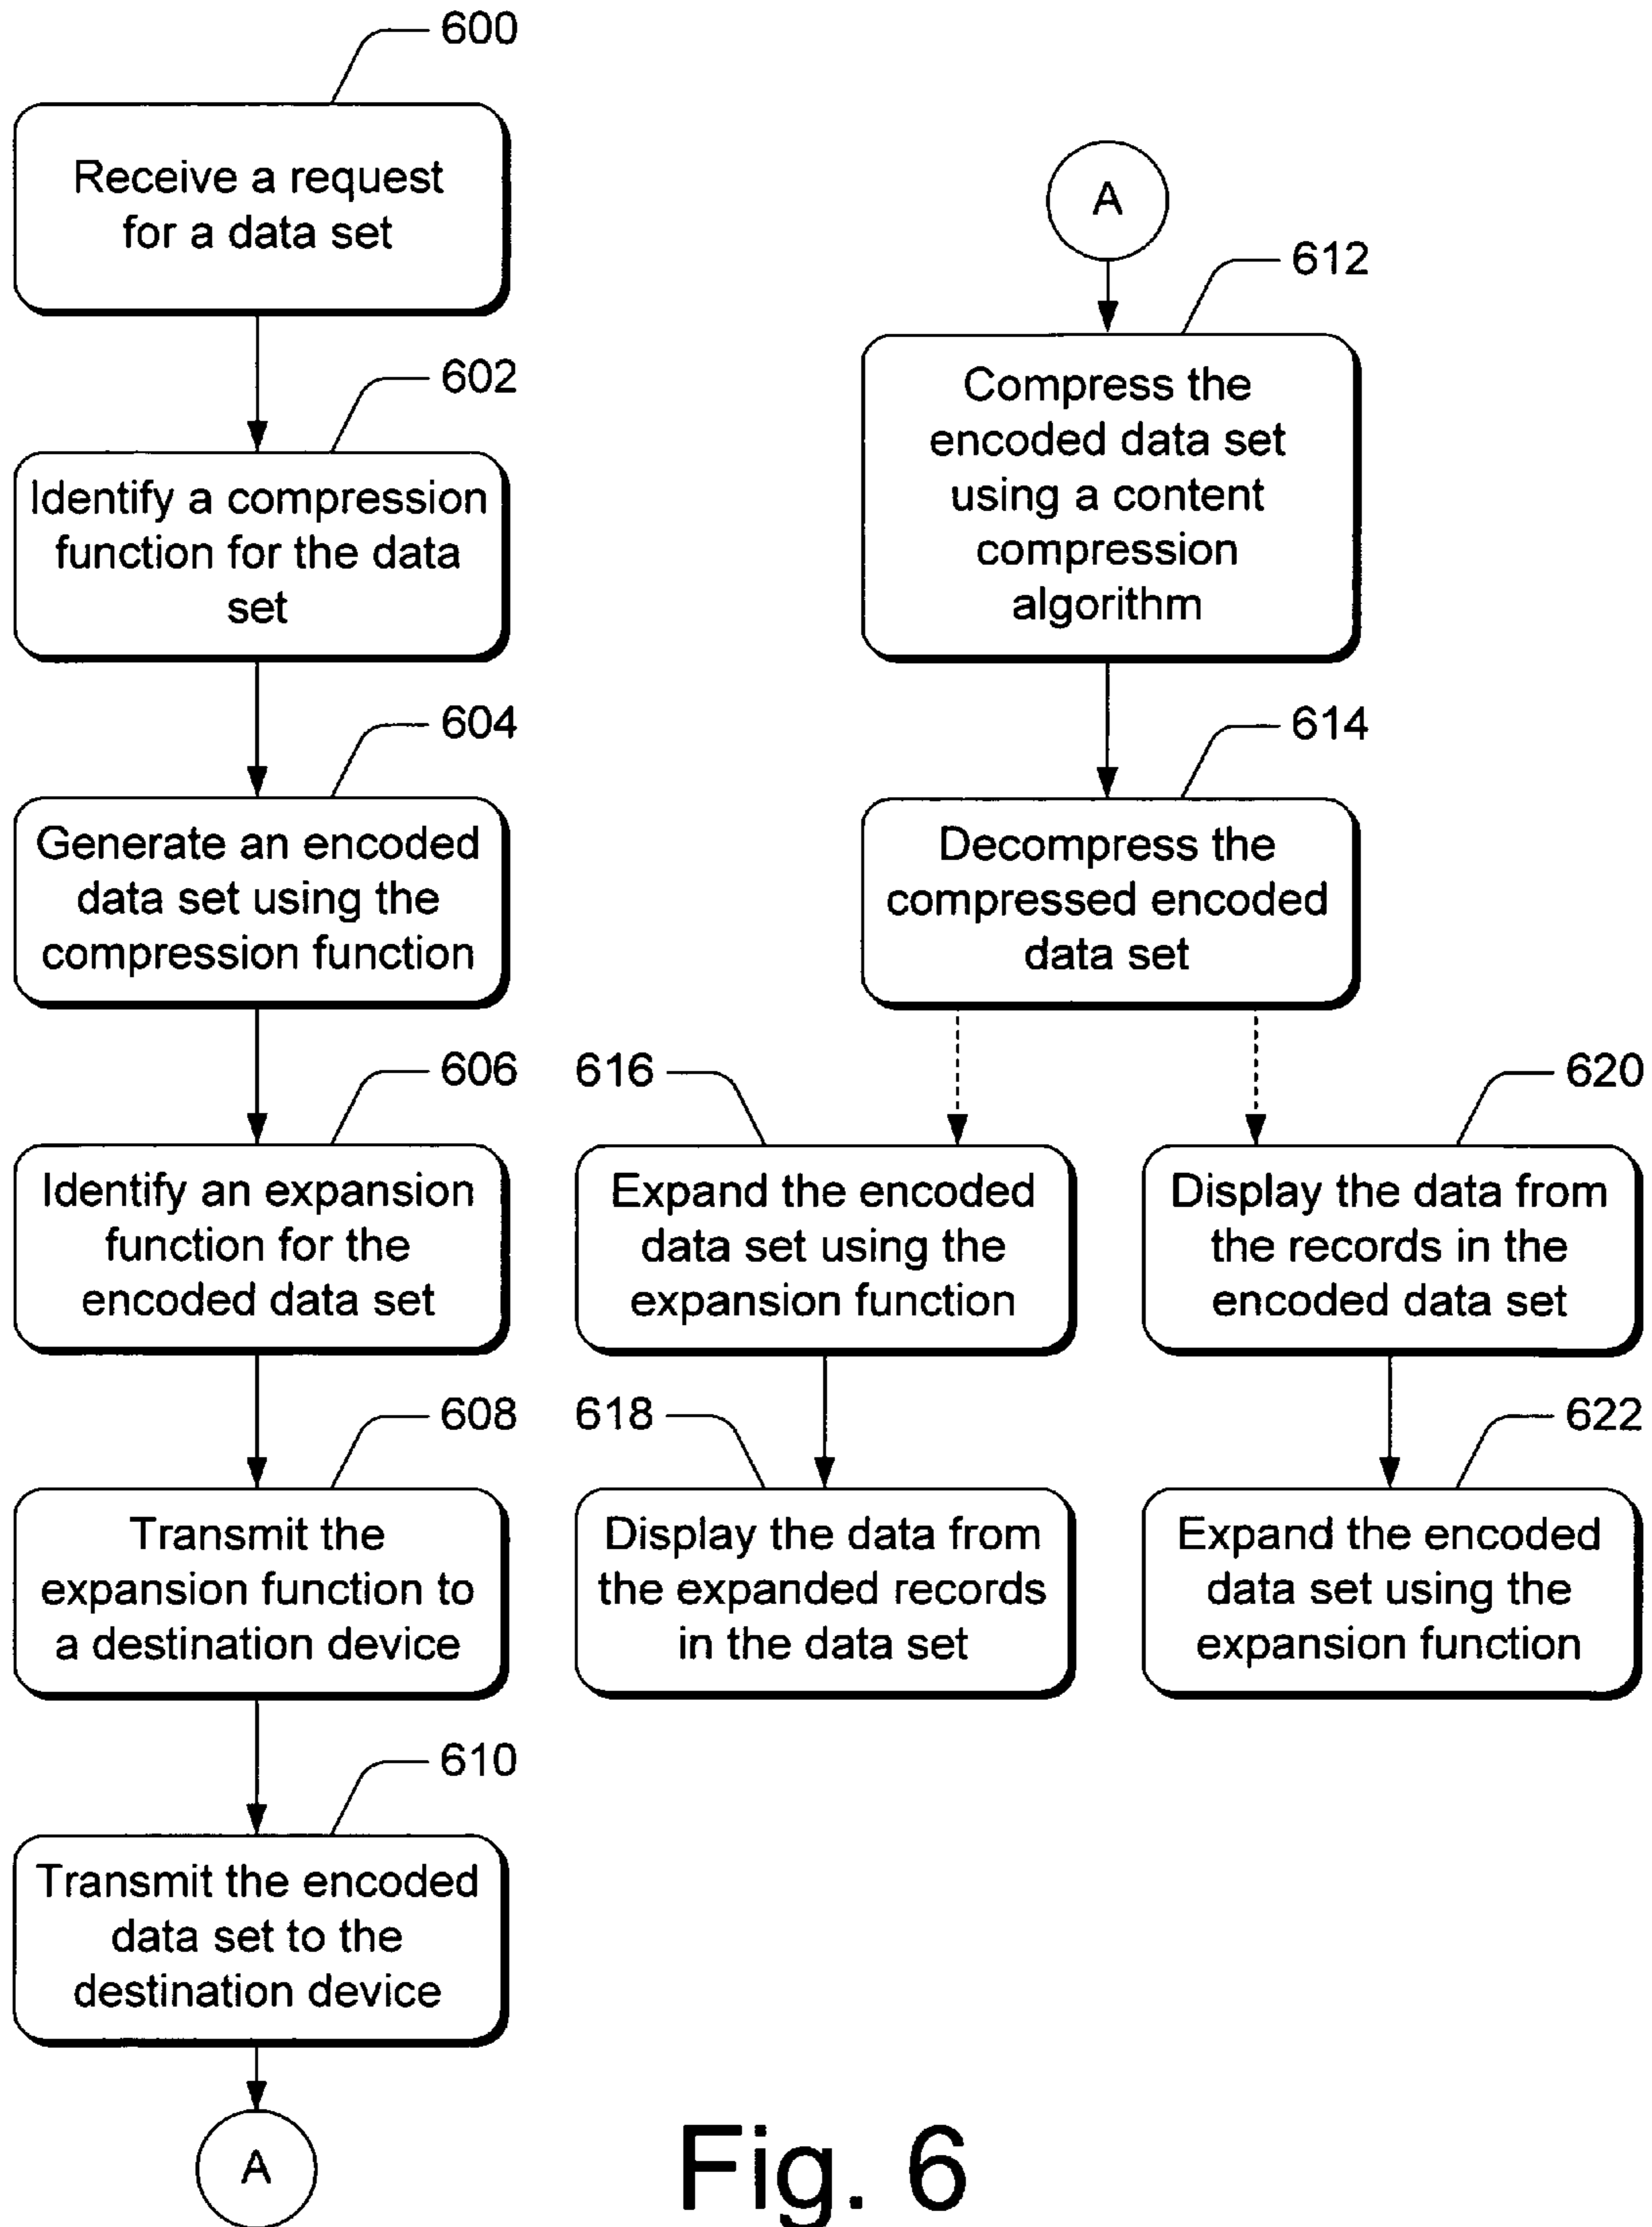 600
Receive a request
for a data set
602
Identify a compression
function for the data
set
604
Generate an encoded
data set using the
compression function
606
Identify an expansion
function for the
encoded data set
608
Transmit the
expansion function to
a destination device
610
Transmit the encoded
data set to the
destination device
A
A
612
Compress the
encoded data set
using a content
compression
algorithm
614
Decompress the
compressed encoded
data set
616
Expand the encoded
data set using the
expansion function
618
Display the data from
the expanded records
in the data set
620
Display the data from
the records in the
encoded data set
622
Expand the encoded
data set using the
expansion function
Fig. 6